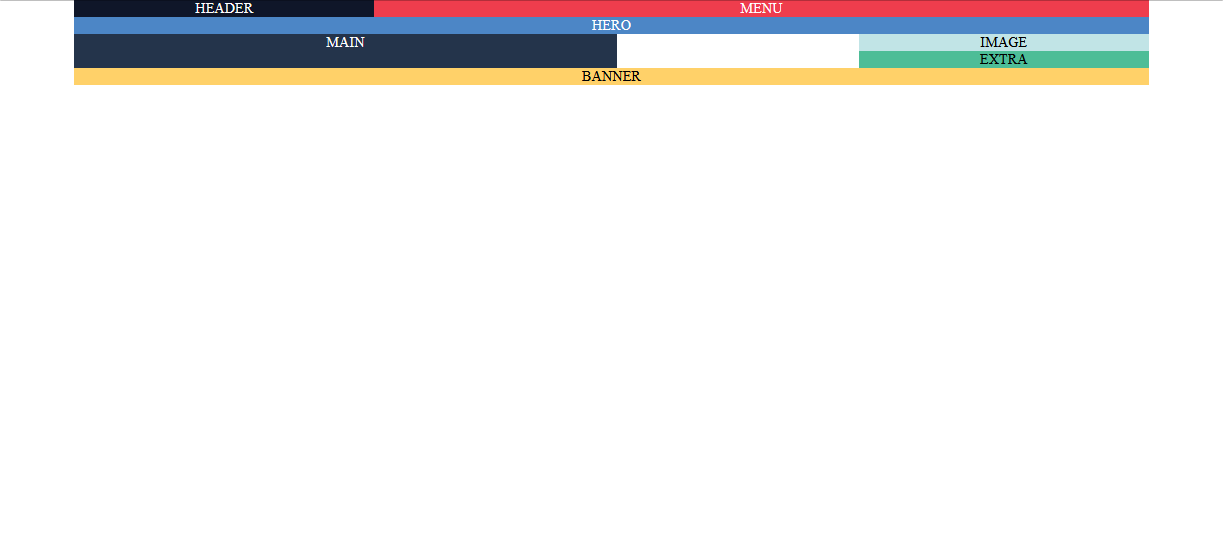 HEADER MENU
HERO
MAIN IMAGE
EXTRA
BANNER